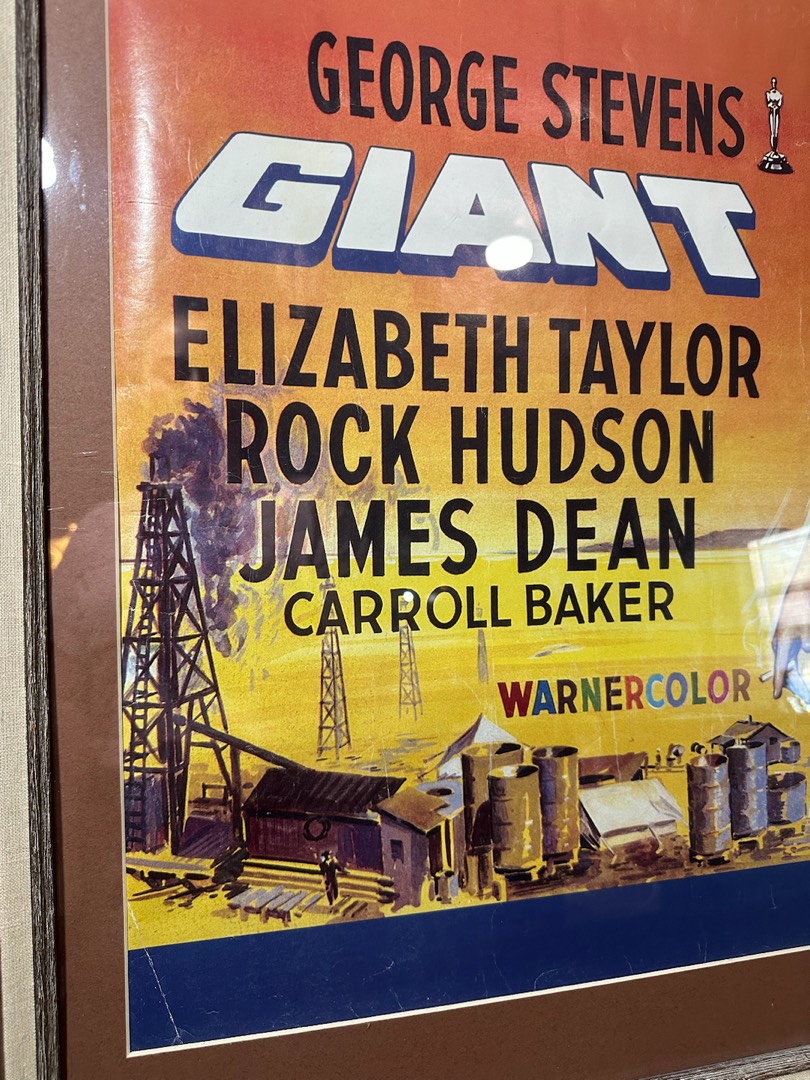 GEORGE STEVENS
GIANT
ELIZABETH TAYLOR
ROCK HUDSON
JAMES DEAN
CARROLL BAKER
WARNERCOLOR